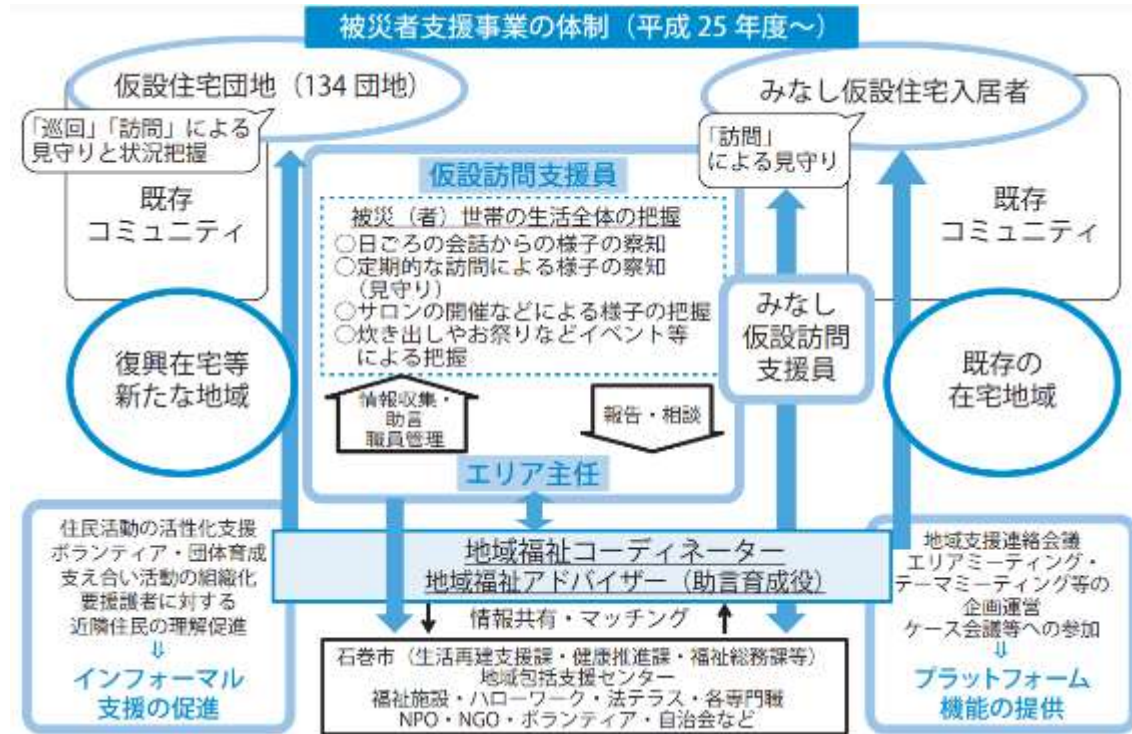 被災者支援事業の体制（平成25年度～）
仮設住宅団地（134団地）
「巡回」「訪問」による
見守りと状況把握
既存
コミュニティ
みなし仮設住宅入居者
「訪問」
による見守り
既存
コミュニティ
仮設訪問支援員
被災（者）世帯の生活全体の把握
○日ごろの会話からの様子の察知
○定期的な訪問による様子の察知
（見守り）
○サロンの開催などによる様子の把握
○炊き出しやお祭りなどイベント等
による把握
みなし
仮設訪問
支援員
復興在宅等
新たな地域
既存の
在宅地域
情報収集・
助言
職員管理
報告・相談
エリア主任
住民活動の活性化支援
ボランティア・団体育成
支え合い活動の組織化
要援護者に対する
近隣住民の理解促進
⇓
インフォーマル
支援の促進
地域福祉コーディネーター
地域福祉アドバイザー（助言育成役）
情報共有・マッチング
石巻市（生活再建支援課・健康推進課・福祉総務課等）
地域包括支援センター
福祉施設・ハローワーク・法テラス・各専門職
NPO・NGO・ボランティア・自治会など
地域支援連絡会議
エリアミーティング・
テーマミーティング等の
企画運営
ケース会議等への参加
⇓
プラットフォーム
機能の提供